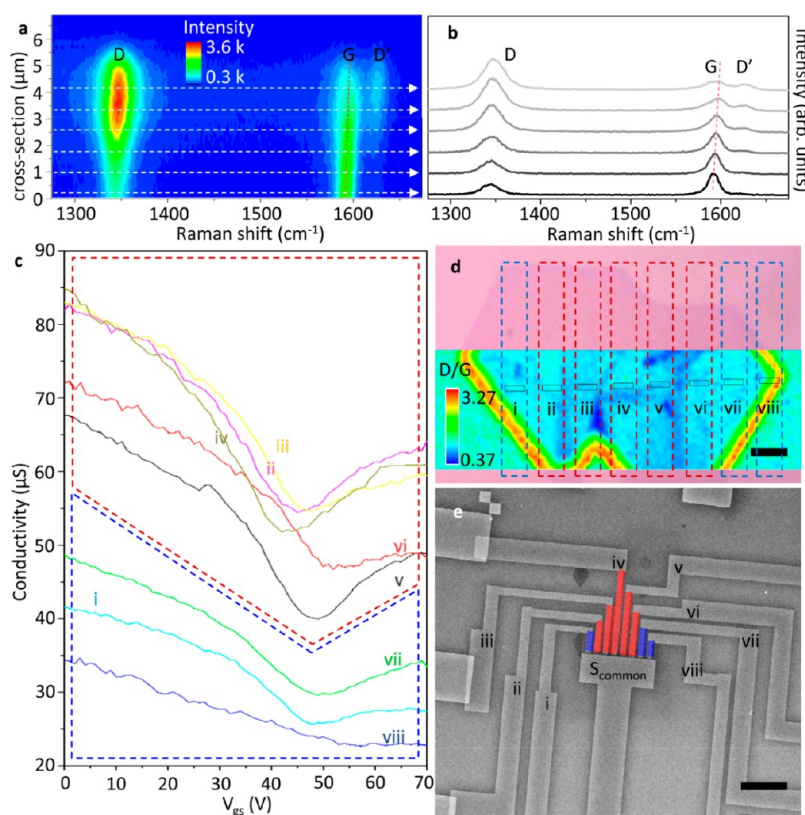 a
Intensity
3.6 k
0.3 k
D
G
D'
cross-section (μm)
6
5
4
3
2
1
0
1300
1400
1500
1600
Raman shift (cm⁻¹)
b
D
G
D'
Intensity (arb. units)
1300
1400
1500
1600
Raman shift (cm⁻¹)
c
Conductivity (μS)
90
80
70
60
50
40
30
20
iv
iii
ii
vi
v
i
vii
viii
0
10
20
30
40
50
60
70
Vgs (V)
d
D/G
3.27
0.37
i
ii
iii
iv
v
vi
vii
viii
e
iv
v
vi
vii
iii
ii
i
viii
Scommon